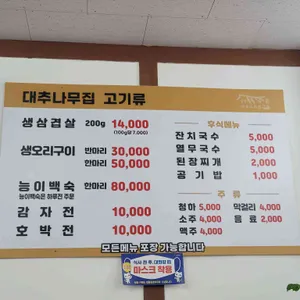 대추나무집 고기류
생삼겹살 200g 14,000
(100g당 7,000)
생오리구이 한마리 30,000
한마리 50,000
능이백숙 한마리 80,000
능이백숙은 하루전 주문
감자전 10,000
호박전 10,000
후식메뉴
잔치국수 5,000
열무국수 5,000
된장찌개 2,000
공기밥 1,000
주류
청하 5,000 막걸리 4,000
소주 4,000 음료 2,000
맥주 4,000
모든메뉴 포장 가능합니다
마스크 착용